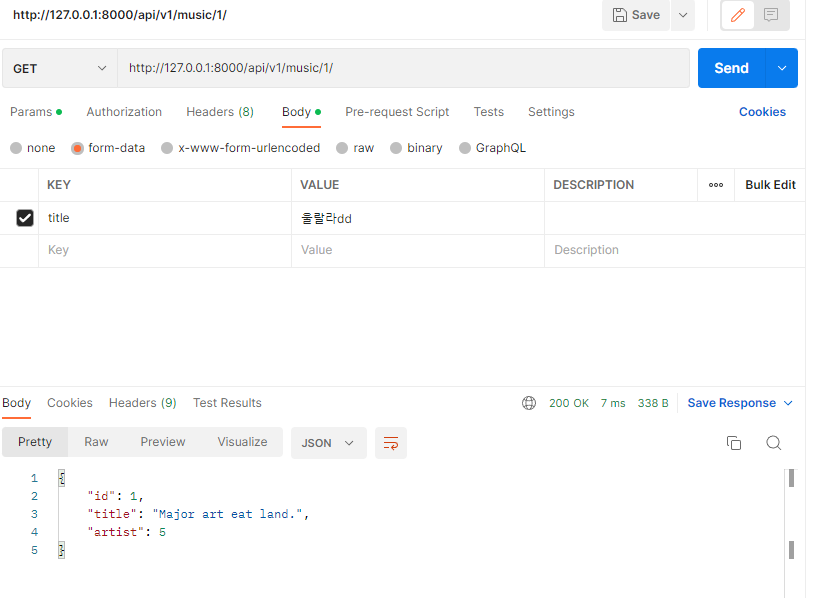 http://127.0.0.1:8000/api/v1/music/1/ Save
GET http://127.0.0.1:8000/api/v1/music/1/ Send
Params Authorization Headers (8) Body Pre-request Script Tests Settings Cookies
none form-data x-www-form-urlencoded raw binary GraphQL
KEY VALUE DESCRIPTION ooo Bulk Edit
title 울랄라dd
Key Value Description
Body Cookies Headers (9) Test Results 200 OK 7 ms 338 B Save Response
Pretty Raw Preview Visualize JSON
1 {
2 "id": 1,
3 "title": "Major art eat land.",
4 "artist": 5
5 }